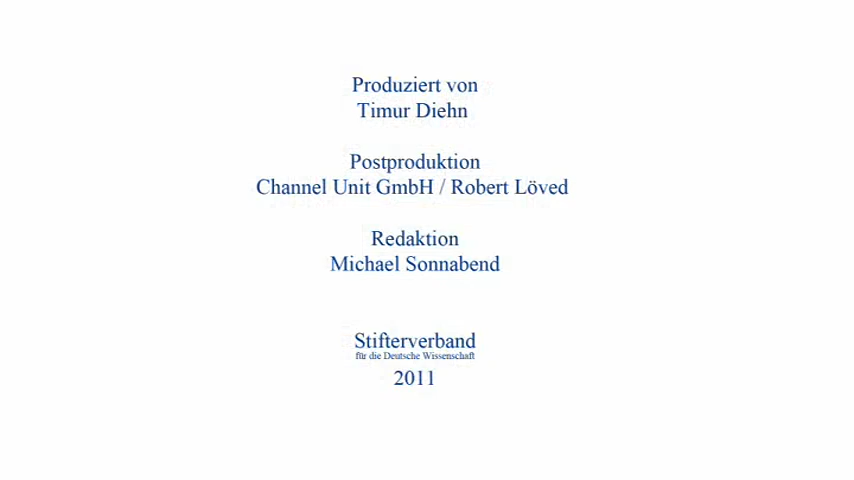 Produziert von
Timur Diehn
Postproduktion
Channel Unit GmbH / Robert Löved
Redaktion
Michael Sonnabend
Stifterverband
für die Deutsche Wissenschaft
2011